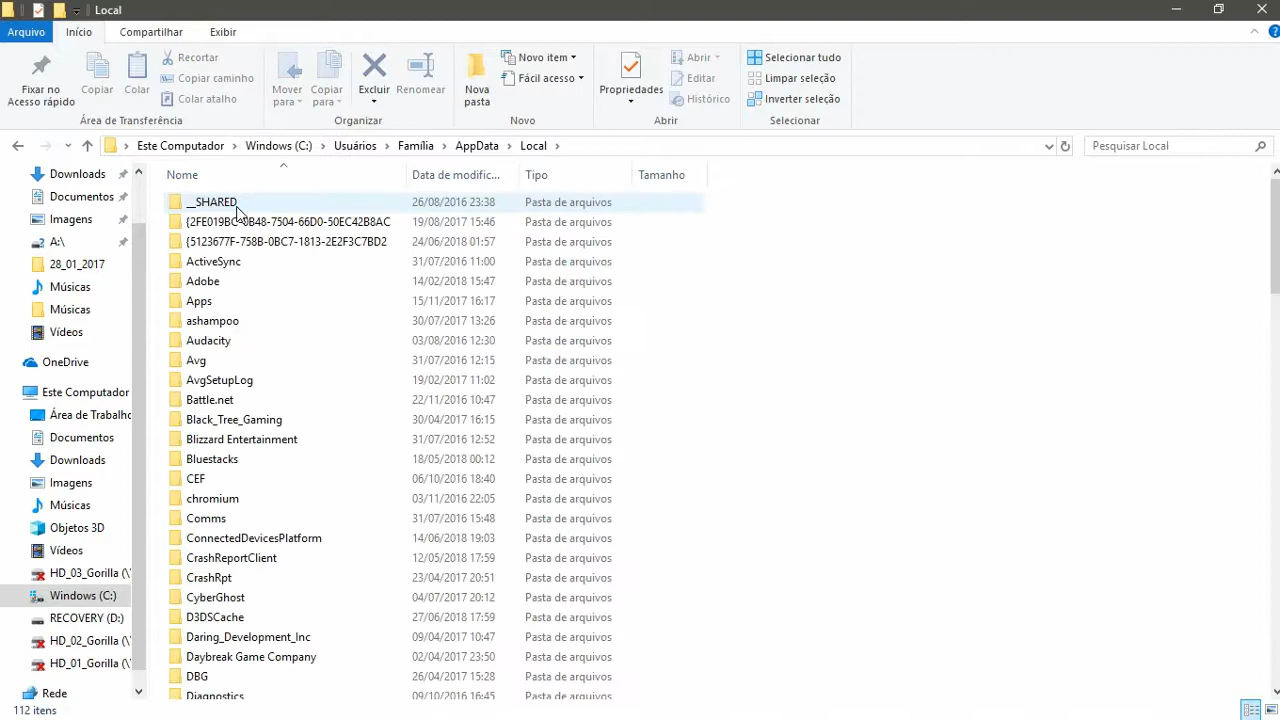 Local
Arquivo Início Compartilhar Exibir
Fixar no Acesso rápido
Copiar
Colar
Recortar
Copiar caminho
Colar atalho
Área de Transferência
Mover para
Copiar para
Excluir
Renomear
Organizar
Nova pasta
Novo item
Fácil acesso
Novo
Propriedades
Abrir
Editar
Histórico
Abrir
Selecionar tudo
Limpar seleção
Inverter seleção
Selecionar
Este Computador Windows (C:) Usuários Família AppData Local
Pesquisar Local
Downloads
Documentos
Imagens
A:\
28_01_2017
Músicas
Músicas
Vídeos
OneDrive
Este Computador
Área de Trabalho
Documentos
Downloads
Imagens
Músicas
Objetos 3D
Vídeos
HD_03_Gorilla (\\
Windows (C:)
RECOVERY (D:)
HD_02_Gorilla (\\
HD_01_Gorilla (\\
Rede
Nome Data de modific... Tipo Tamanho
__SHARED 26/08/2016 23:38 Pasta de arquivos
{2FE019BC-0B48-7504-66D0-50EC42B8AC 19/08/2017 15:46 Pasta de arquivos
{5123677F-758B-0BC7-1813-2E2F3C7BD2 24/06/2018 01:57 Pasta de arquivos
ActiveSync 31/07/2016 11:00 Pasta de arquivos
Adobe 14/02/2018 15:47 Pasta de arquivos
Apps 15/11/2017 16:17 Pasta de arquivos
ashampoo 30/07/2017 13:26 Pasta de arquivos
Audacity 03/08/2016 12:30 Pasta de arquivos
Avg 31/07/2016 12:15 Pasta de arquivos
AvgSetupLog 19/02/2017 11:02 Pasta de arquivos
Battle.net 22/11/2016 10:47 Pasta de arquivos
Black_Tree_Gaming 30/04/2017 16:15 Pasta de arquivos
Blizzard Entertainment 31/07/2016 12:52 Pasta de arquivos
Bluestacks 18/05/2018 00:12 Pasta de arquivos
CEF 06/10/2016 18:40 Pasta de arquivos
chromium 03/11/2016 22:05 Pasta de arquivos
Comms 31/07/2016 15:48 Pasta de arquivos
ConnectedDevicesPlatform 14/06/2018 19:03 Pasta de arquivos
CrashReportClient 12/05/2018 17:59 Pasta de arquivos
CrashRpt 23/04/2017 20:51 Pasta de arquivos
CyberGhost 04/07/2017 20:12 Pasta de arquivos
D3DSCache 27/06/2018 17:59 Pasta de arquivos
Daring_Development_Inc 09/04/2017 10:47 Pasta de arquivos
Daybreak Game Company 02/04/2017 23:50 Pasta de arquivos
DBG 26/04/2017 15:28 Pasta de arquivos
Diagnostics 09/10/2016 16:45 Pasta de arquivos
112 itens